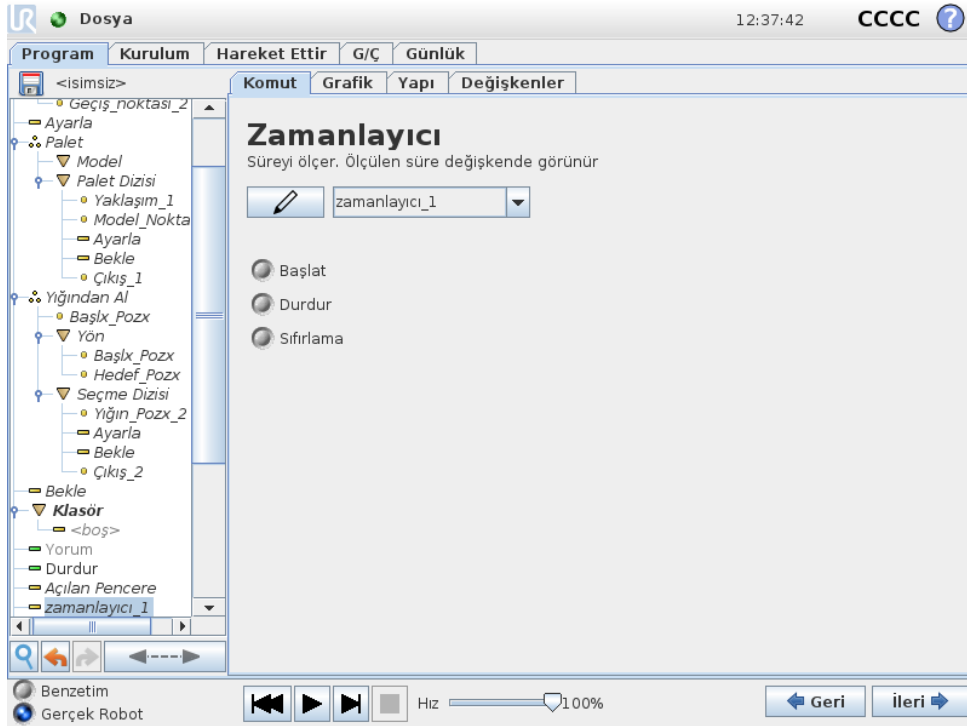 Dosya 12:37:42 CCCC ?
Program Kurulum Hareket Ettir G/Ç Günlük
<isimsiz> Komut Grafik Yapı Değişkenler
Geçiş_noktası_2
Ayarla
Palet
Model
Palet Dizisi
Yaklaşım_1
Model_Nokta
Ayarla
Bekle
Çıkış_1
Yığından Al
Başlx_Pozx
Yön
Başlx_Pozx
Hedef_Pozx
Seçme Dizisi
Yığın_Pozx_2
Ayarla
Bekle
Çıkış_2
Bekle
Klasör
<boş>
Yorum
Durdur
Açılan Pencere
zamanlayıcı_1
Zamanlayıcı
Süreyi ölçer. Ölçülen süre değişkende görünür
zamanlayıcı_1
Başlat
Durdur
Sıfırlama
Benzetim
Gerçek Robot
Hız 100%
Geri İleri